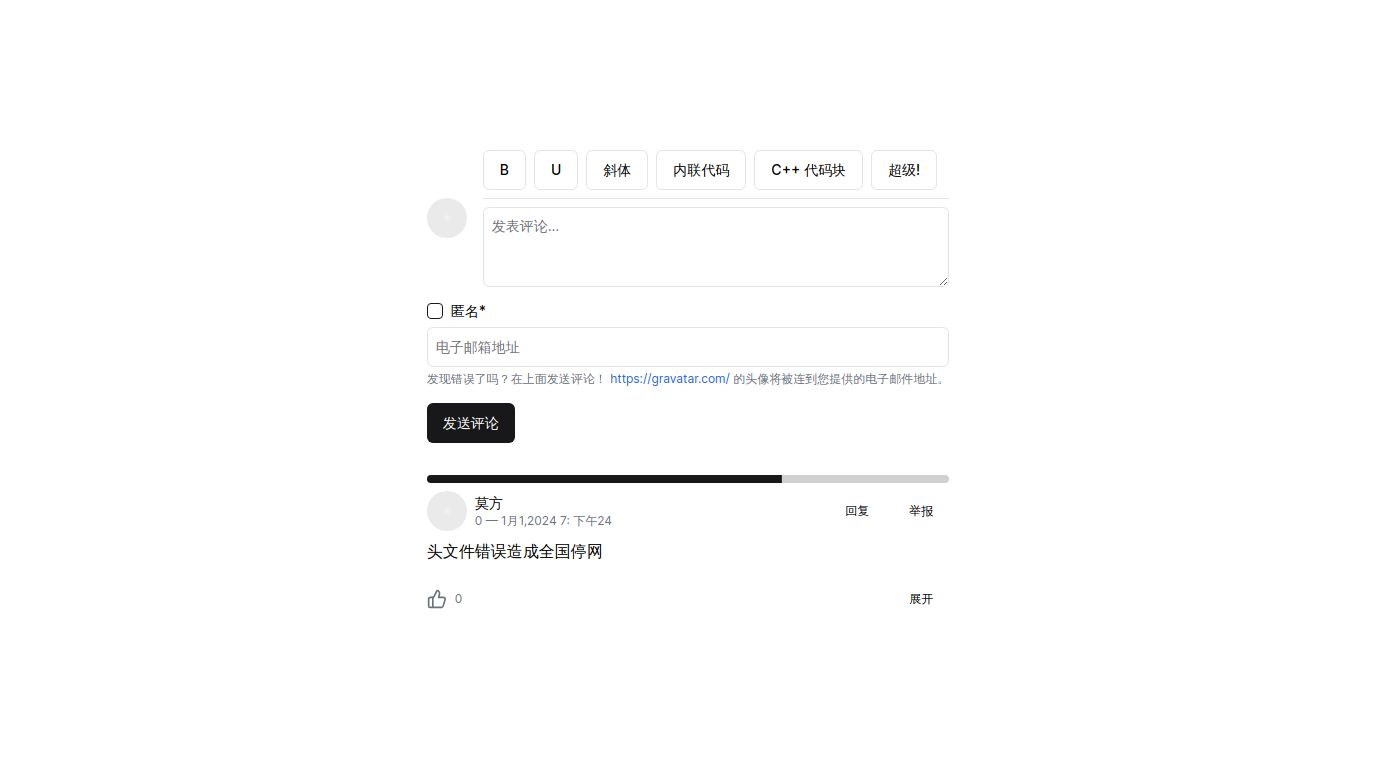 B U 斜体 内联代码 C++ 代码块 超级!
发表评论...
匿名*
电子邮箱地址
发现错误了吗？在上面发送评论！ https://gravatar.com/ 的头像将被连到您提供的电子邮件地址。
发送评论
莫方
0 — 1月1,2024 7: 下午24
回复 举报
头文件错误造成全国停网
0 展开